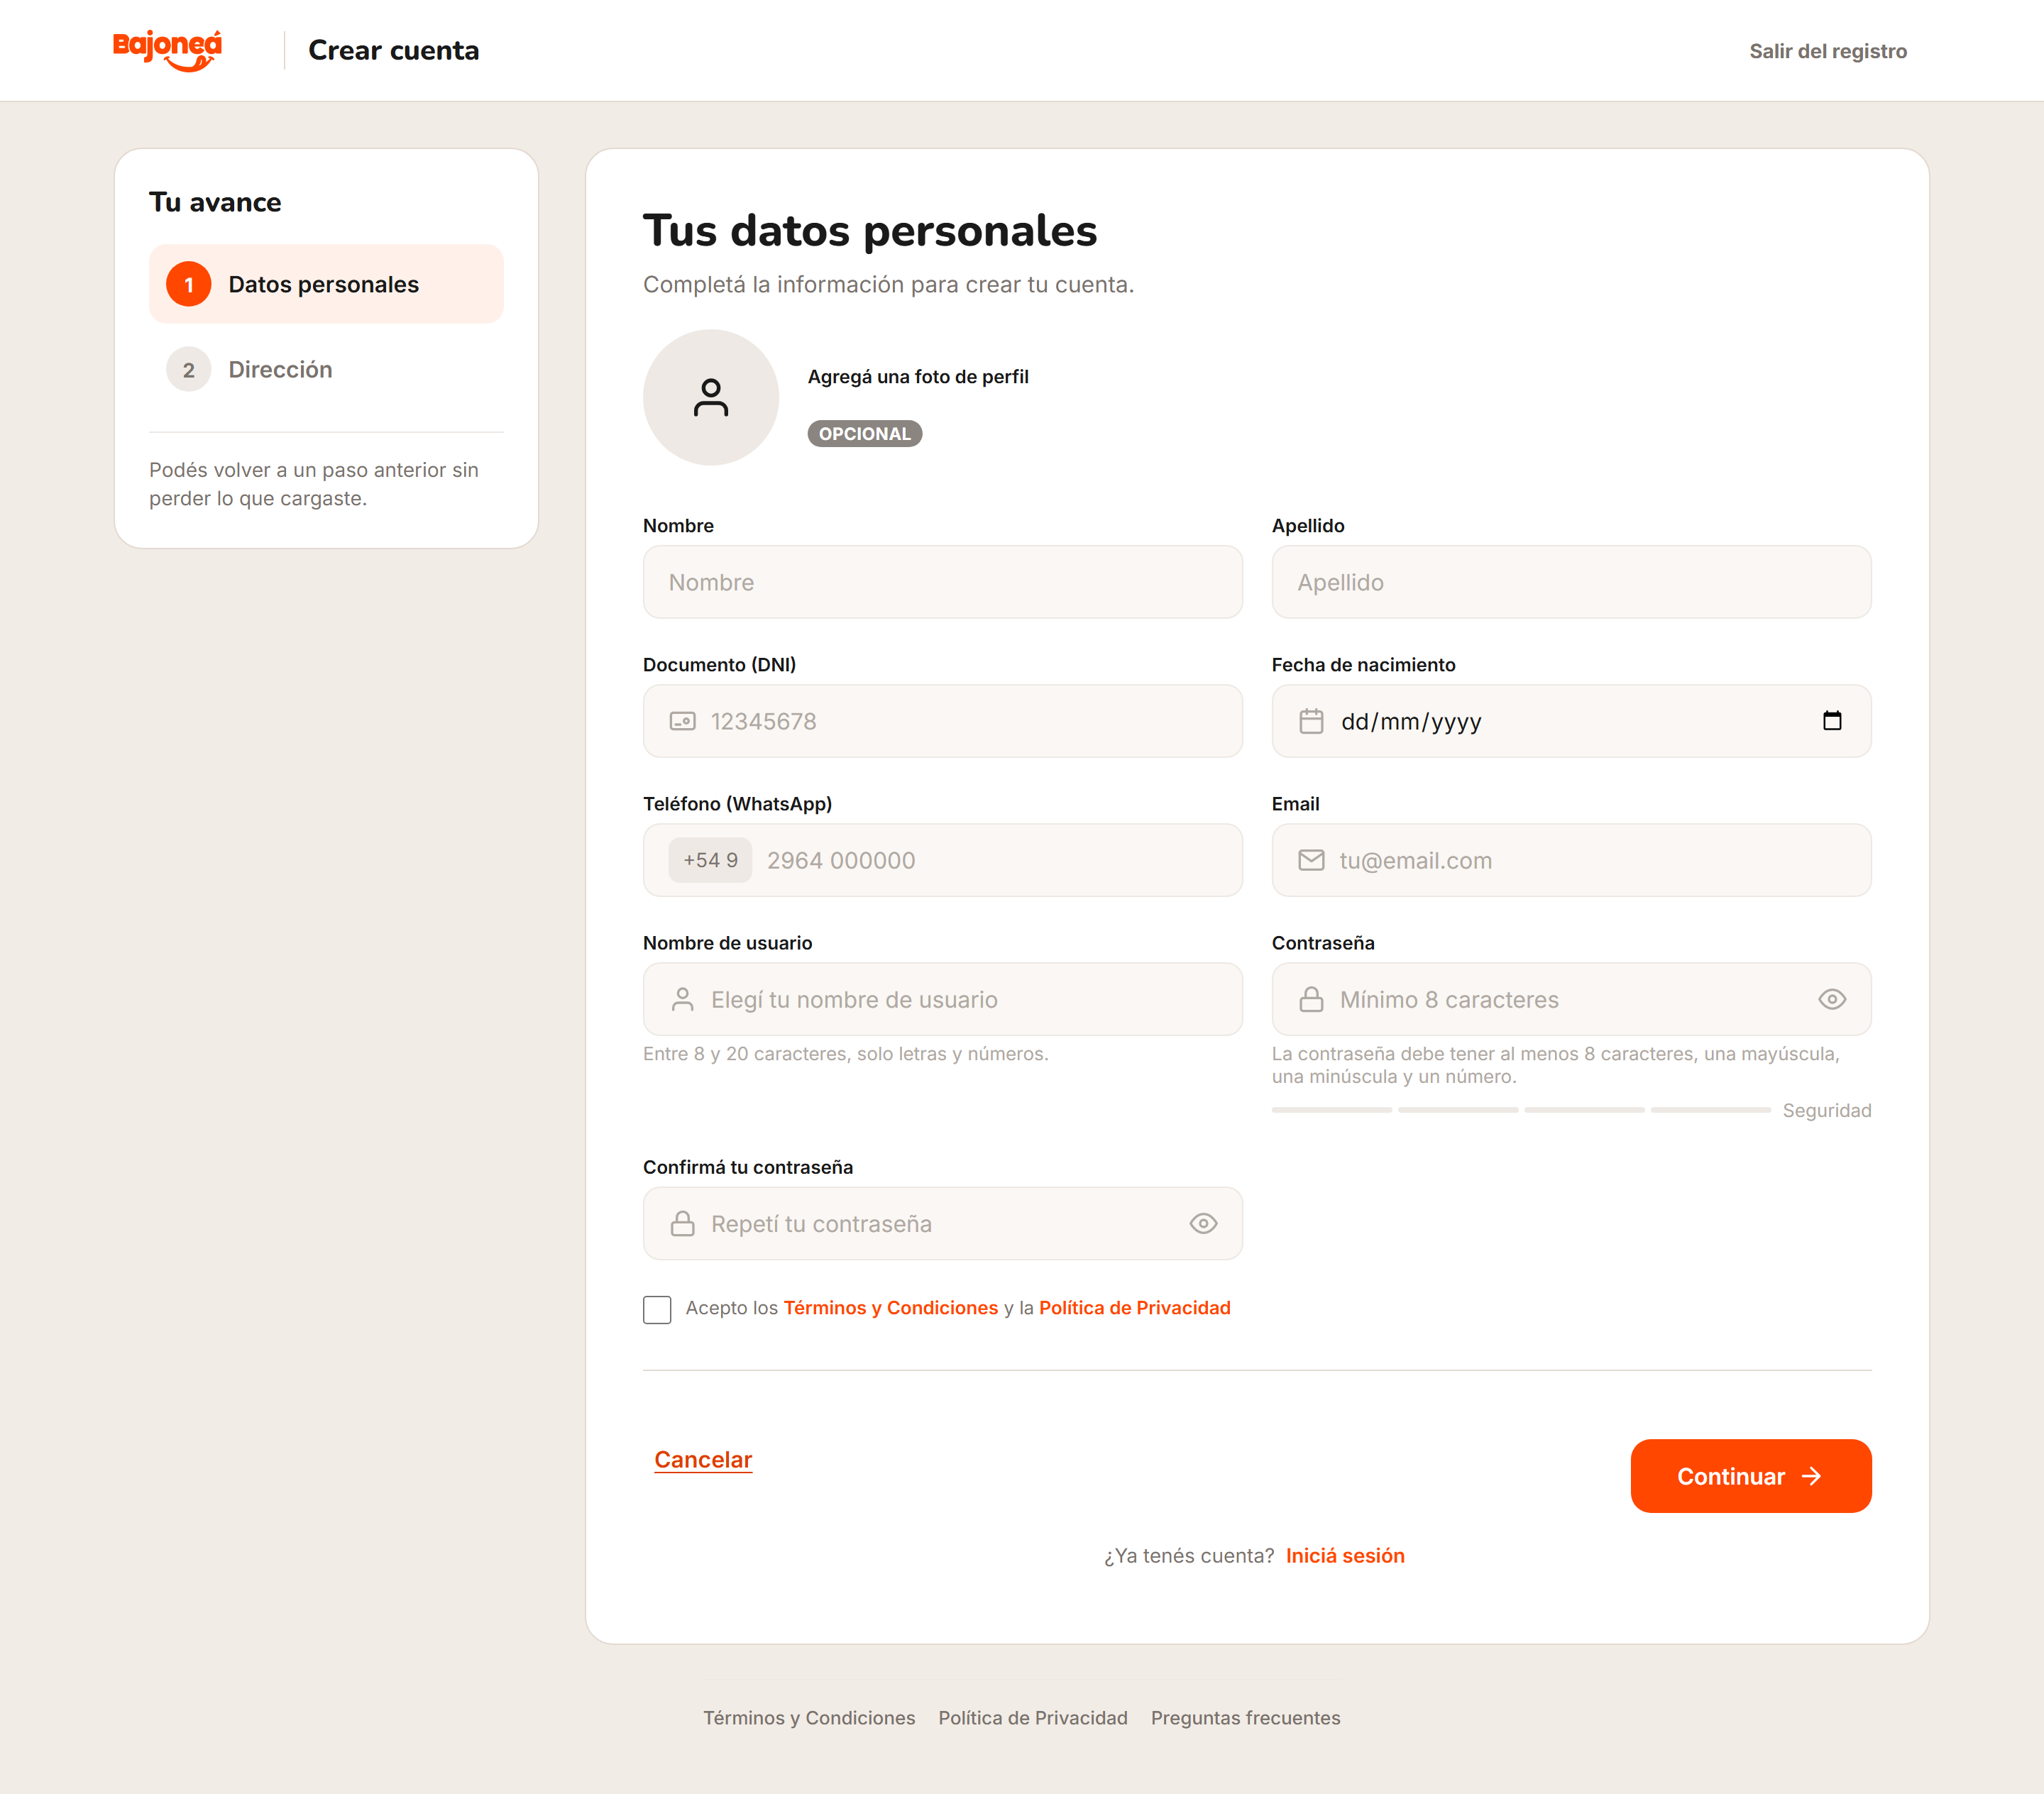 Bajoneá
Crear cuenta
Salir del registro
Tu avance
1 Datos personales
2 Dirección
Podés volver a un paso anterior sin
perder lo que cargaste.
Tus datos personales
Completá la información para crear tu cuenta.
Agregá una foto de perfil
OPCIONAL
Nombre
Nombre
Apellido
Apellido
Documento (DNI)
12345678
Fecha de nacimiento
dd/mm/yyyy
Teléfono (WhatsApp)
+54 9 2964 000000
Email
tu@email.com
Nombre de usuario
Elegí tu nombre de usuario
Entre 8 y 20 caracteres, solo letras y números.
Contraseña
Mínimo 8 caracteres
La contraseña debe tener al menos 8 caracteres, una mayúscula,
una minúscula y un número.
Seguridad
Confirmá tu contraseña
Repetí tu contraseña
Acepto los Términos y Condiciones y la Política de Privacidad
Cancelar
Continuar
¿Ya tenés cuenta? Iniciá sesión
Términos y Condiciones Política de Privacidad Preguntas frecuentes